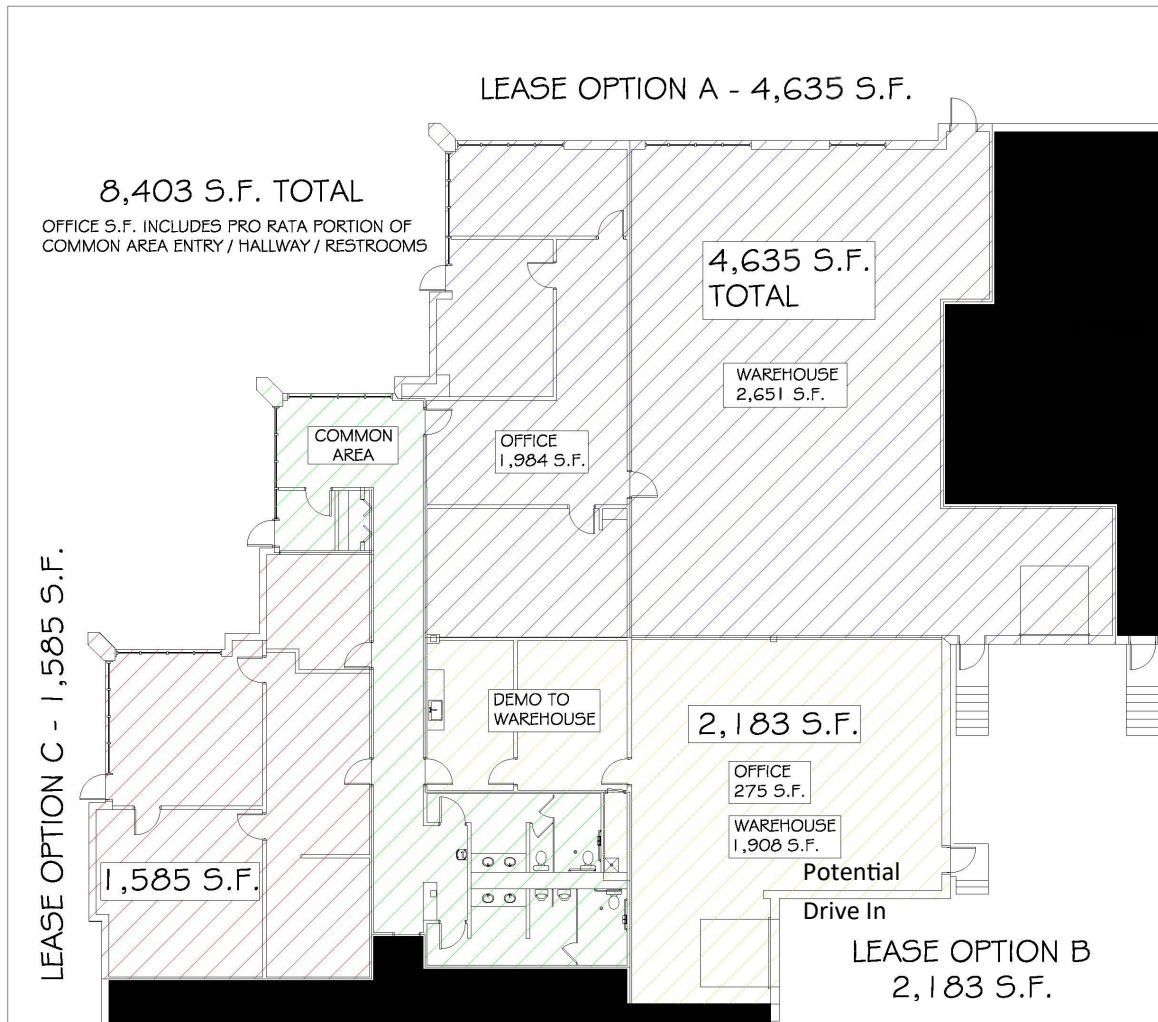 LEASE OPTION A - 4,635 S.F.
8,403 S.F. TOTAL
OFFICE S.F. INCLUDES PRO RATA PORTION OF
COMMON AREA ENTRY / HALLWAY / RESTROOMS
4,635 S.F.
TOTAL
WAREHOUSE
2,651 S.F.
COMMON
AREA
OFFICE
1,984 S.F.
LEASE OPTION C - 1,585 S.F.
DEMO TO
WAREHOUSE
2,183 S.F.
OFFICE
275 S.F.
WAREHOUSE
1,908 S.F.
1,585 S.F.
Potential
Drive In
LEASE OPTION B
2,183 S.F.